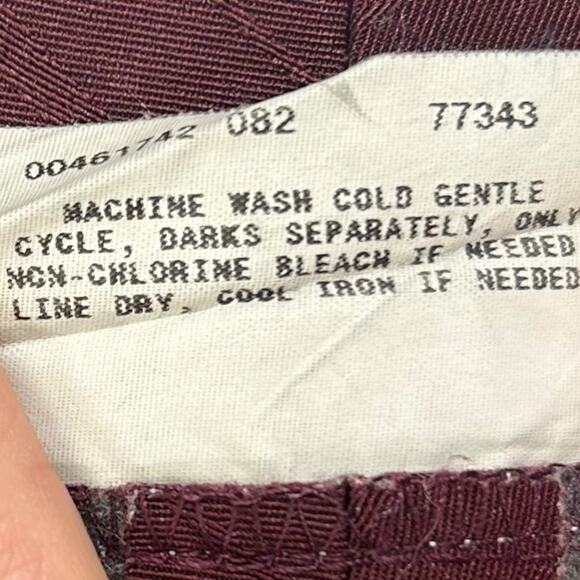 00461742 082 77343
MACHINE WASH COLD GENTLE
CYCLE, DARKS SEPARATELY, ONLY
NON-CHLORINE BLEACH IF NEEDED
LINE DRY, COOL IRON IF NEEDED